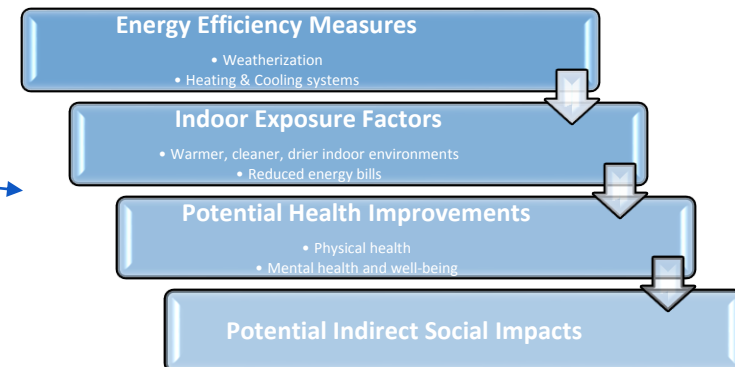 Energy Efficiency Measures
• Weatherization
• Heating & Cooling systems
Indoor Exposure Factors
• Warmer, cleaner, drier indoor environments
• Reduced energy bills
Potential Health Improvements
• Physical health
• Mental health and well-being
Potential Indirect Social Impacts